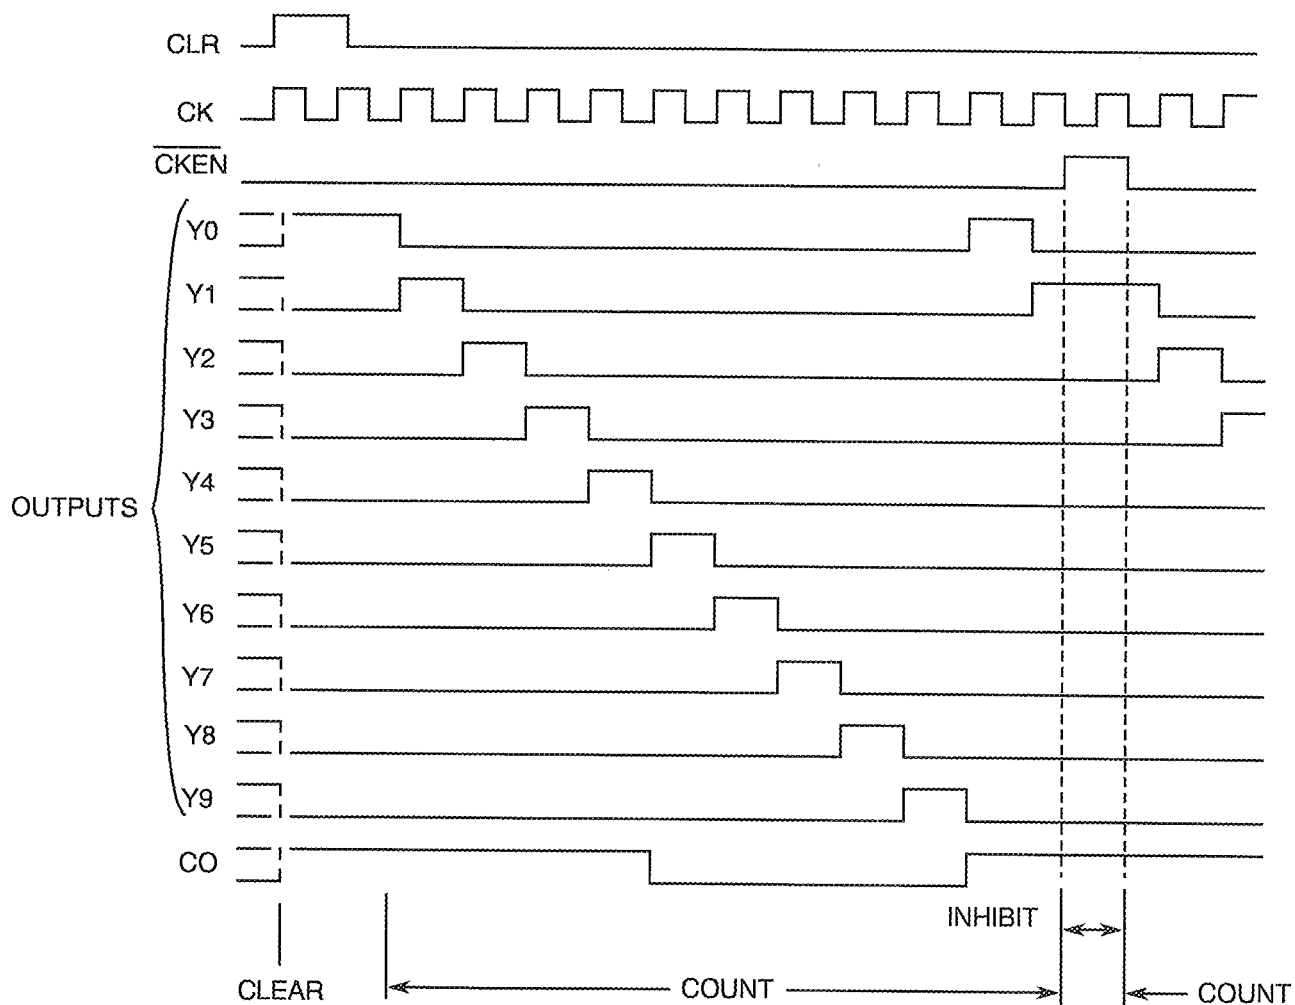 CLR
CK
CKEN
OUTPUTS
Y0
Y1
Y2
Y3
Y4
Y5
Y6
Y7
Y8
Y9
CO
INHIBIT
CLEAR
COUNT
COUNT